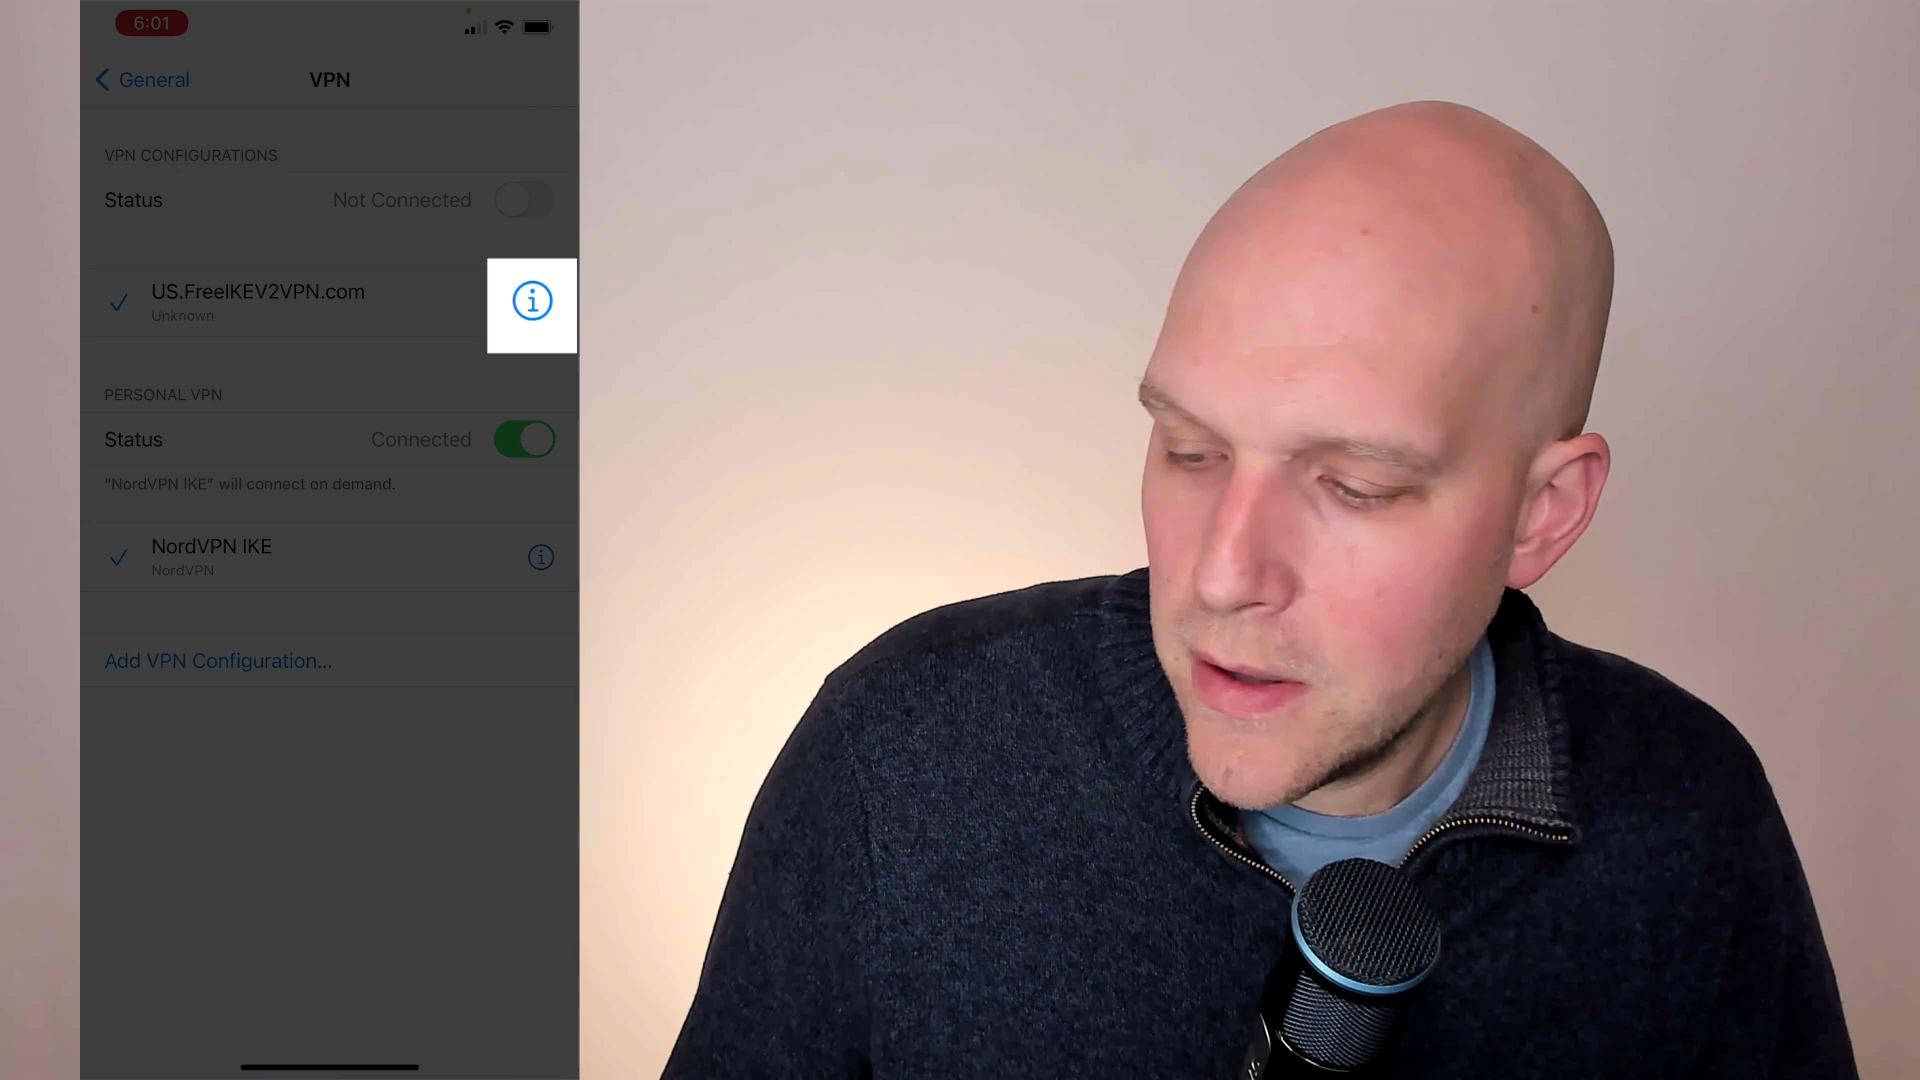 6:01
General
VPN
VPN CONFIGURATIONS
Status
Not Connected
US.FreeIKEV2VPN.com
Unknown
PERSONAL VPN
Status
Connected
"NordVPN IKE" will connect on demand.
NordVPN IKE
NordVPN
Add VPN Configuration...